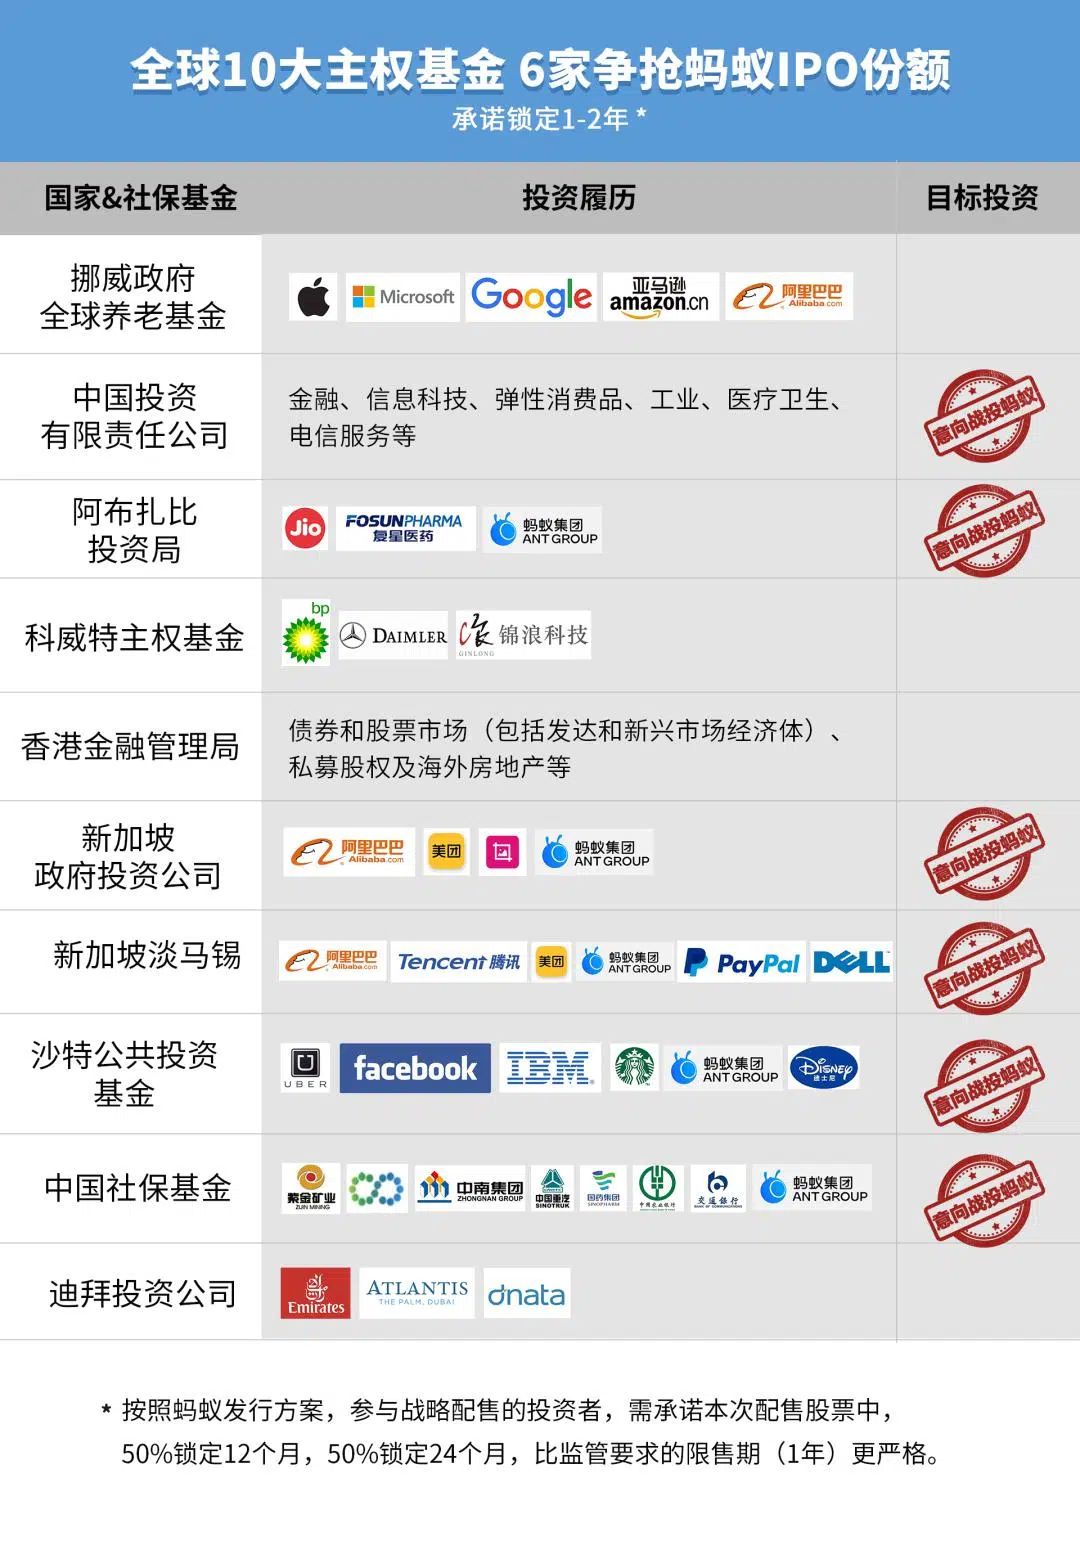 全球10大主权基金 6家争抢蚂蚁IPO份额
承诺锁定1-2年 *
国家&社保基金 投资履历 目标投资
挪威政府
全球养老基金
Microsoft
Google
亚马逊
amazon.cn
阿里巴巴
Alibaba.com
中国投资
有限责任公司
金融、信息科技、弹性消费品、工业、医疗卫生、
电信服务等
意向战投蚂蚁
阿布扎比
投资局
Jio
FOSUNPHARMA
复星医药
蚂蚁集团
ANT GROUP
意向战投蚂蚁
科威特主权基金
bp
DAIMLER
GINLONG
锦浪科技
香港金融管理局
债券和股票市场（包括发达和新兴市场经济体）、
私募股权及海外房地产等
新加坡
政府投资公司
阿里巴巴
Alibaba.com
美团
蚂蚁集团
ANT GROUP
意向战投蚂蚁
新加坡淡马锡
阿里巴巴
Alibaba.com
Tencent 腾讯
美团
蚂蚁集团
ANT GROUP
PayPal
DELL
意向战投蚂蚁
沙特公共投资
基金
UBER
facebook
IBM
蚂蚁集团
ANT GROUP
Disney
迪士尼
意向战投蚂蚁
中国社保基金
紫金矿业
ZIJIN MINING
中南集团
ZHONGNAN GROUP
中国重汽
SINOTRUK
国药集团
SINOPHARM
中国农业银行
交通银行
BANK OF COMMUNICATIONS
蚂蚁集团
ANT GROUP
意向战投蚂蚁
迪拜投资公司
Emirates
ATLANTIS
THE PALM, DUBAI
dnata
* 按照蚂蚁发行方案，参与战略配售的投资者，需承诺本次配售股票中，
50%锁定12个月，50%锁定24个月，比监管要求的限售期（1年）更严格。